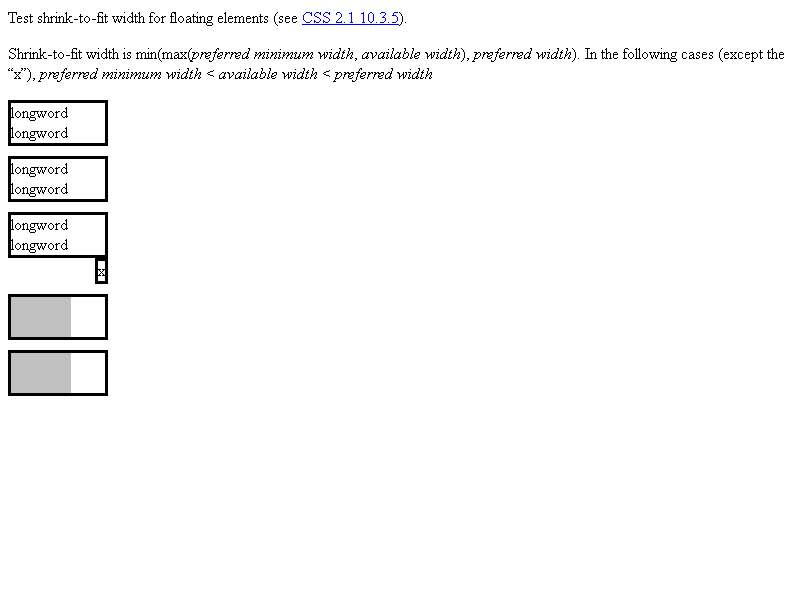 Test shrink-to-fit width for floating elements (see CSS 2.1 10.3.5).
Shrink-to-fit width is min(max(preferred minimum width, available width), preferred width). In the following cases (except the
“x”), preferred minimum width < available width < preferred width
longword
longword
longword
longword
longword
longword
x